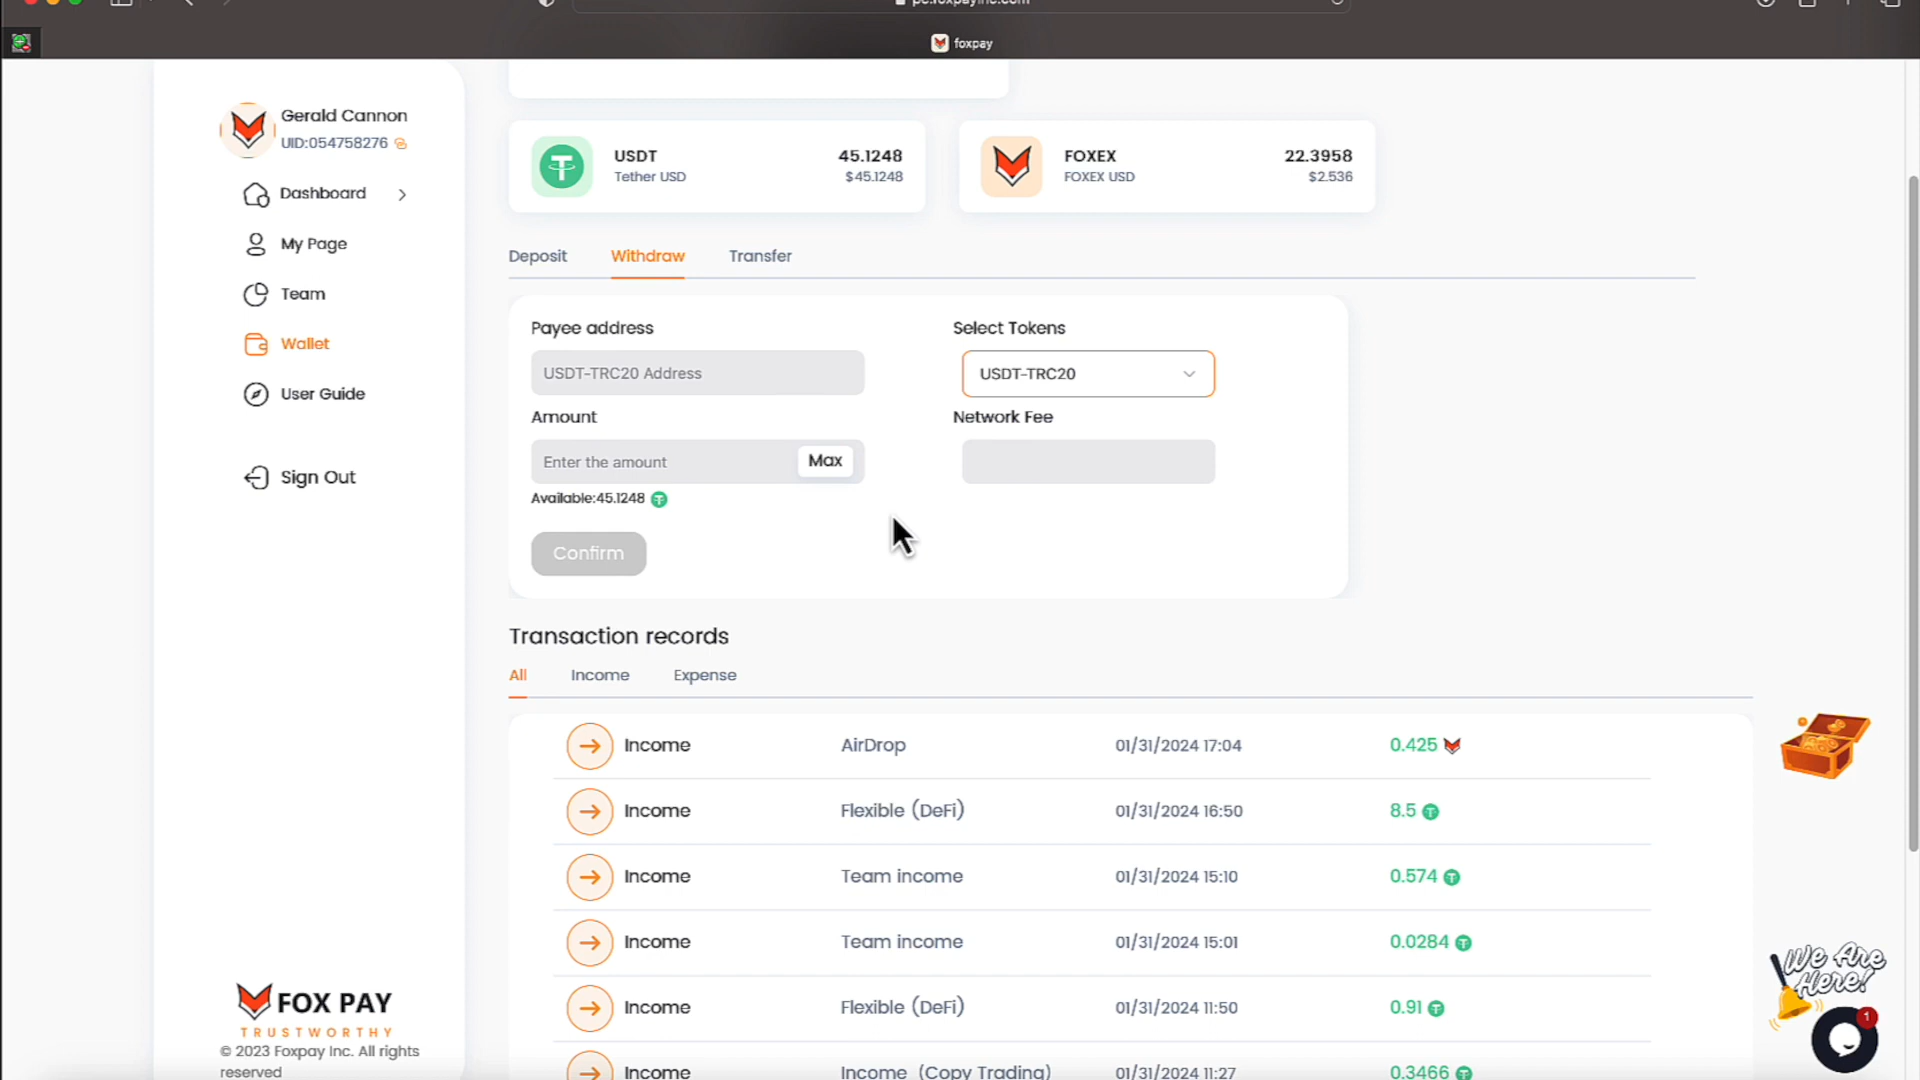 foxpay
Gerald Cannon
UID:054758276
Dashboard
My Page
Team
Wallet
User Guide
Sign Out
FOX PAY
TRUSTWORTHY
© 2023 Foxpay Inc. All rights
reserved
USDT 45.1248
Tether USD $45.1248
FOXEX 22.3958
FOXEX USD $2.536
Deposit Withdraw Transfer
Payee address Select Tokens
USDT-TRC20 Address USDT-TRC20
Amount Network Fee
Enter the amount Max
Available:45.1248
Confirm
Transaction records
All Income Expense
Income AirDrop 01/31/2024 17:04 0.425
Income Flexible (DeFi) 01/31/2024 16:50 8.5
Income Team income 01/31/2024 15:10 0.574
Income Team income 01/31/2024 15:01 0.0284
Income Flexible (DeFi) 01/31/2024 11:50 0.91
Income (Copy Trading) 01/31/2024 11:27 0.3466
We Are
Here!
1